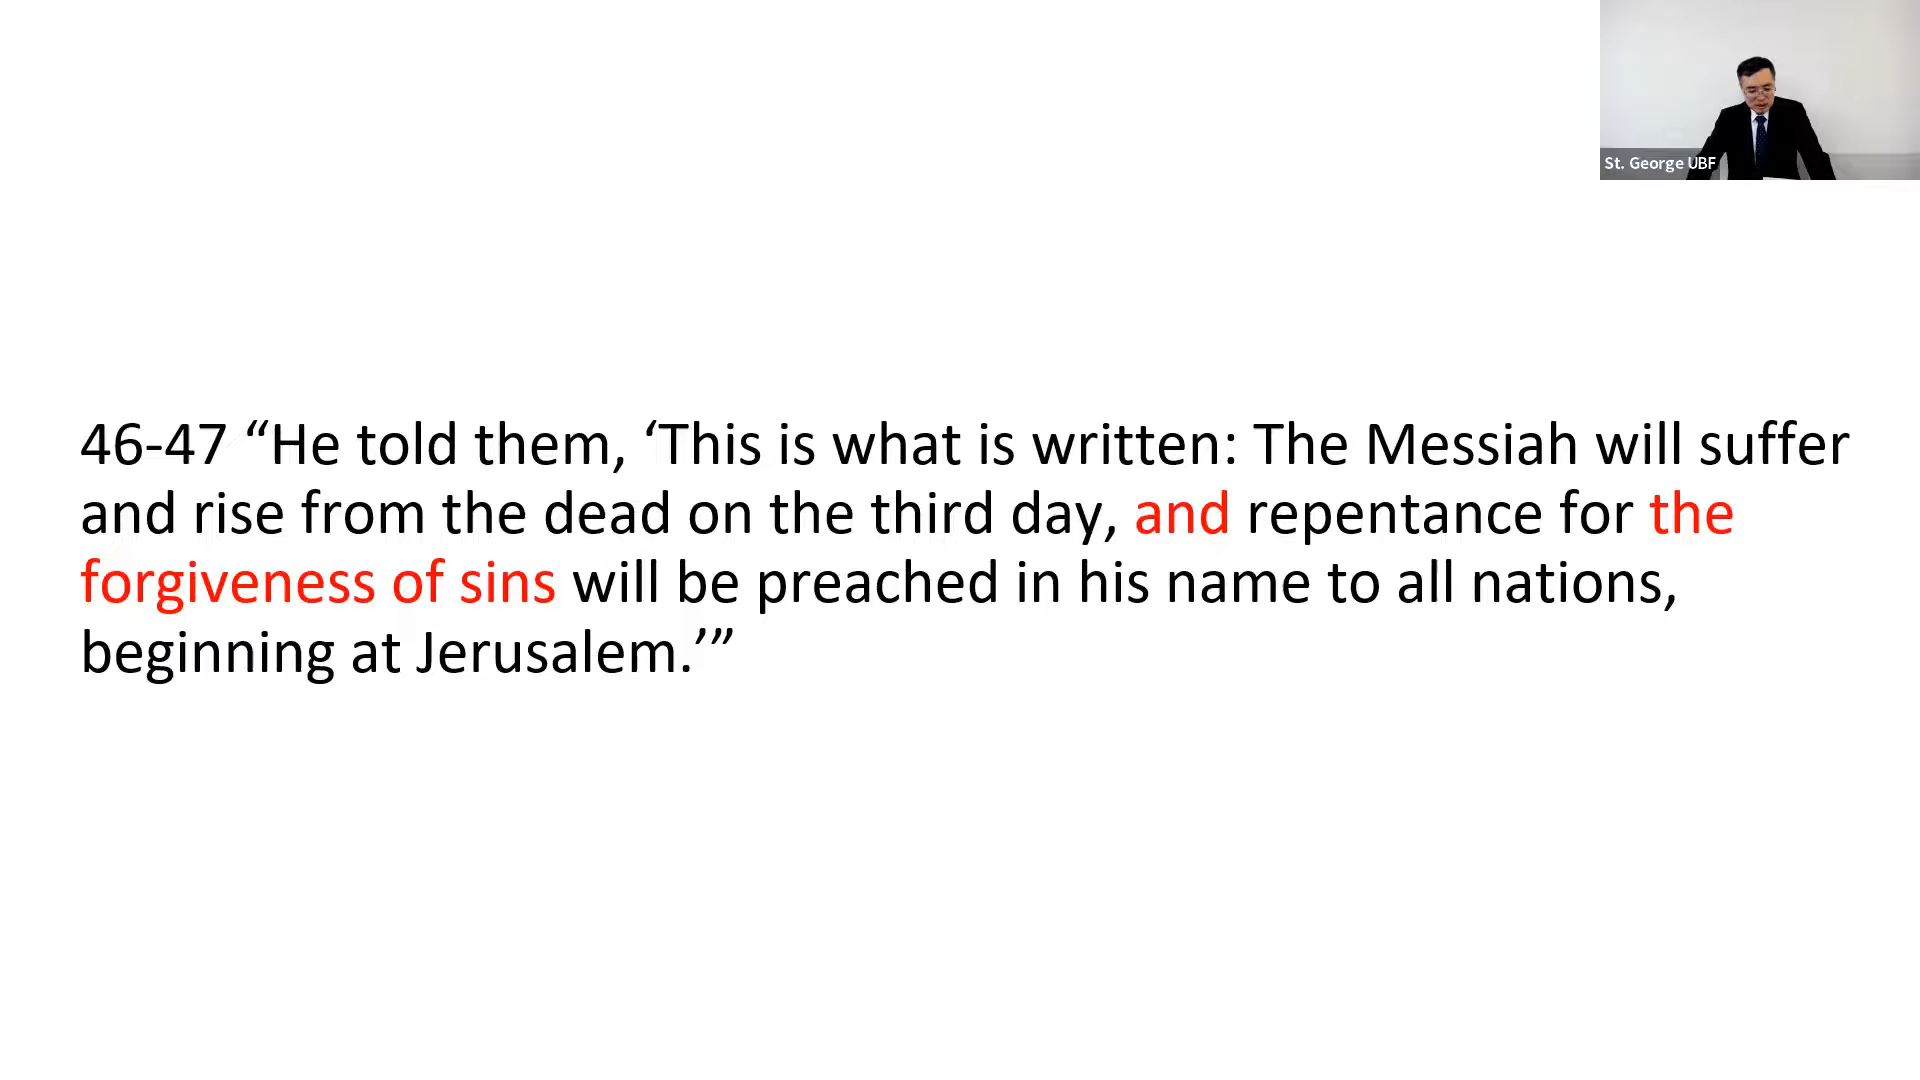 St. George UBF
46-47 “He told them, ‘This is what is written: The Messiah will suffer
and rise from the dead on the third day, and repentance for the
forgiveness of sins will be preached in his name to all nations,
beginning at Jerusalem.’”